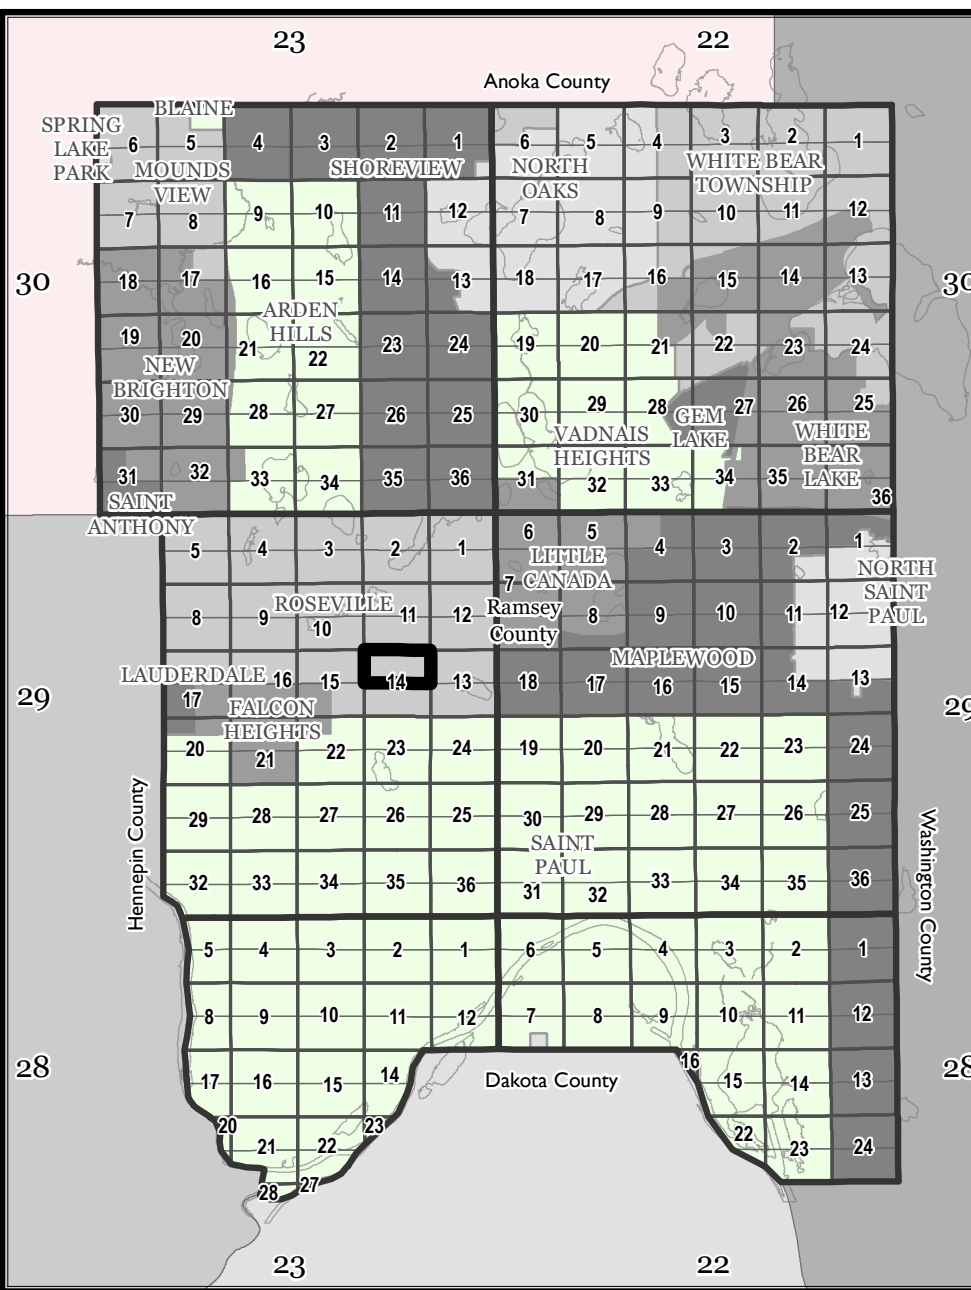 23 22
Anoka County
BLAINE
SPRING
LAKE
PARK
6 5 4 3 2 1 6 5 4 3 2 1
MOUNDS
VIEW
SHOREVIEW
NORTH
OAKS
WHITE BEAR
TOWNSHIP
7 8 9 10 11 12 7 8 9 10 11 12
30 18 17 16 15 14 13 18 17 16 15 14 13 30
ARDEN
HILLS
19 20 21 22 23 24 19 20 21 22 23 24
NEW
BRIGHTON
30 29 28 27 26 25 30 29 28 27 26 25
GEM
LAKE
VADNAIS
HEIGHTS
WHITE
BEAR
LAKE
31 32 33 34 35 36 31 32 33 34 35 36
SAINT
ANTHONY
5 4 3 2 1 6 5 4 3 2 1
LITTLE
CANADA
NORTH
SAINT
PAUL
8 9 10 11 12 7 8 9 10 11 12
ROSEVILLE
Ramsey
County
MAPLEWOOD
LAUDERDALE
29 17 16 15 14 13 18 17 16 15 14 13 29
FALCON
HEIGHTS
20 21 22 23 24 19 20 21 22 23 24
29 28 27 26 25 30 29 28 27 26 25
SAINT
PAUL
32 33 34 35 36 31 32 33 34 35 36
Hennepin County
Washington County
5 4 3 2 1 6 5 4 3 2 1
8 9 10 11 12 7 8 9 10 11 12
28 17 16 15 14 16 15 14 13 28
Dakota County
20 21 22 23 22 23 24
28 27
23 22